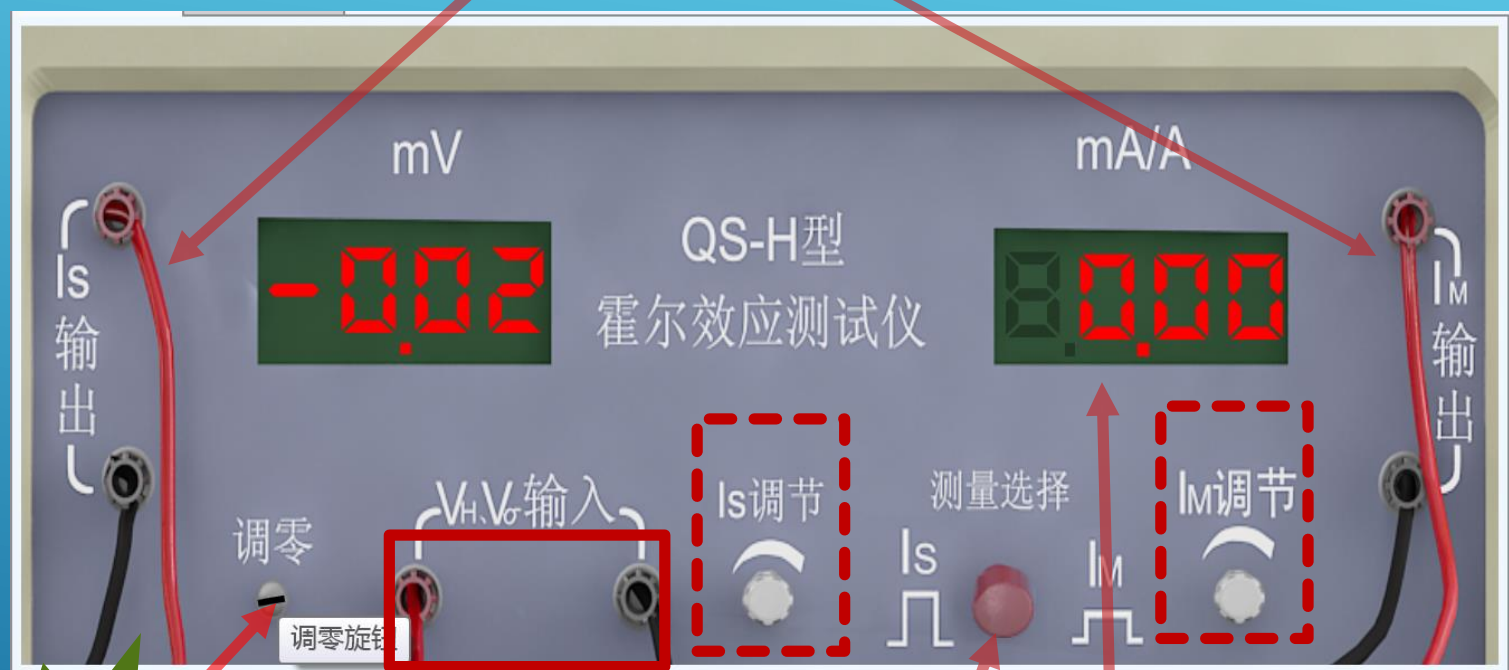 mV
mA/A
QS-H型
霍尔效应测试仪
-0.02
0.00
Is
输
出
IM
输
出
VH、Vσ输入
Is调节
测量选择
IM调节
调零
Is
IM
调零旋钮